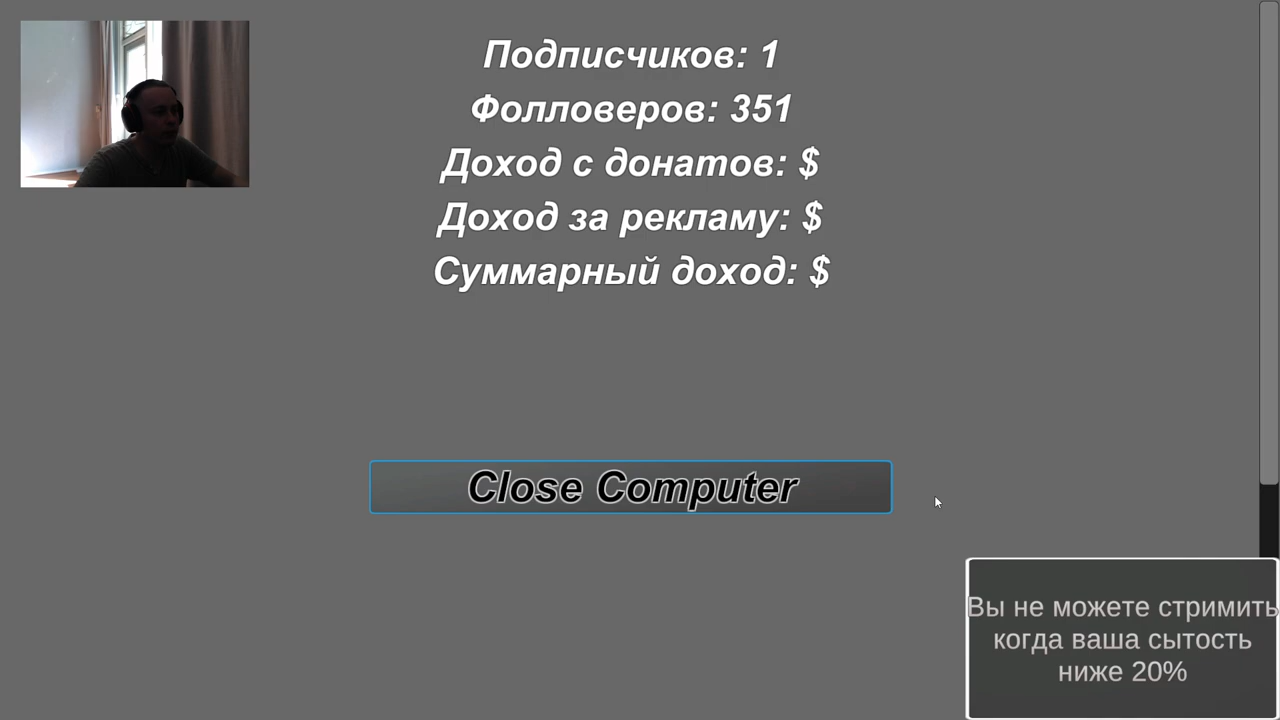 Подписчиков: 1
Фолловеров: 351
Доход с донатов: $
Доход за рекламу: $
Суммарный доход: $
Close Computer
Вы не можете стримить
когда ваша сытость
ниже 20%